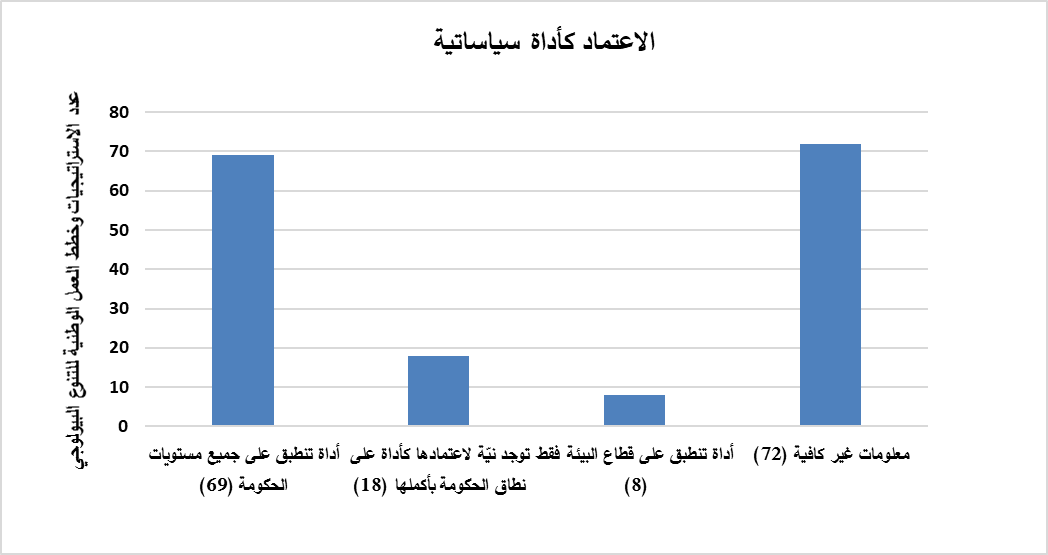 الاعتماد كأداة سياساتية
عدد الاستراتيجيات وخطط العمل الوطنية للتنوع البيولوجي
80
70
60
50
40
30
20
10
0
أداة تنطبق على جميع مستويات
الحكومة (69)
توجد نيّة لاعتمادها كأداة على
نطاق الحكومة بأكملها (18)
أداة تنطبق على قطاع البيئة فقط
(8)
معلومات غير كافية (72)